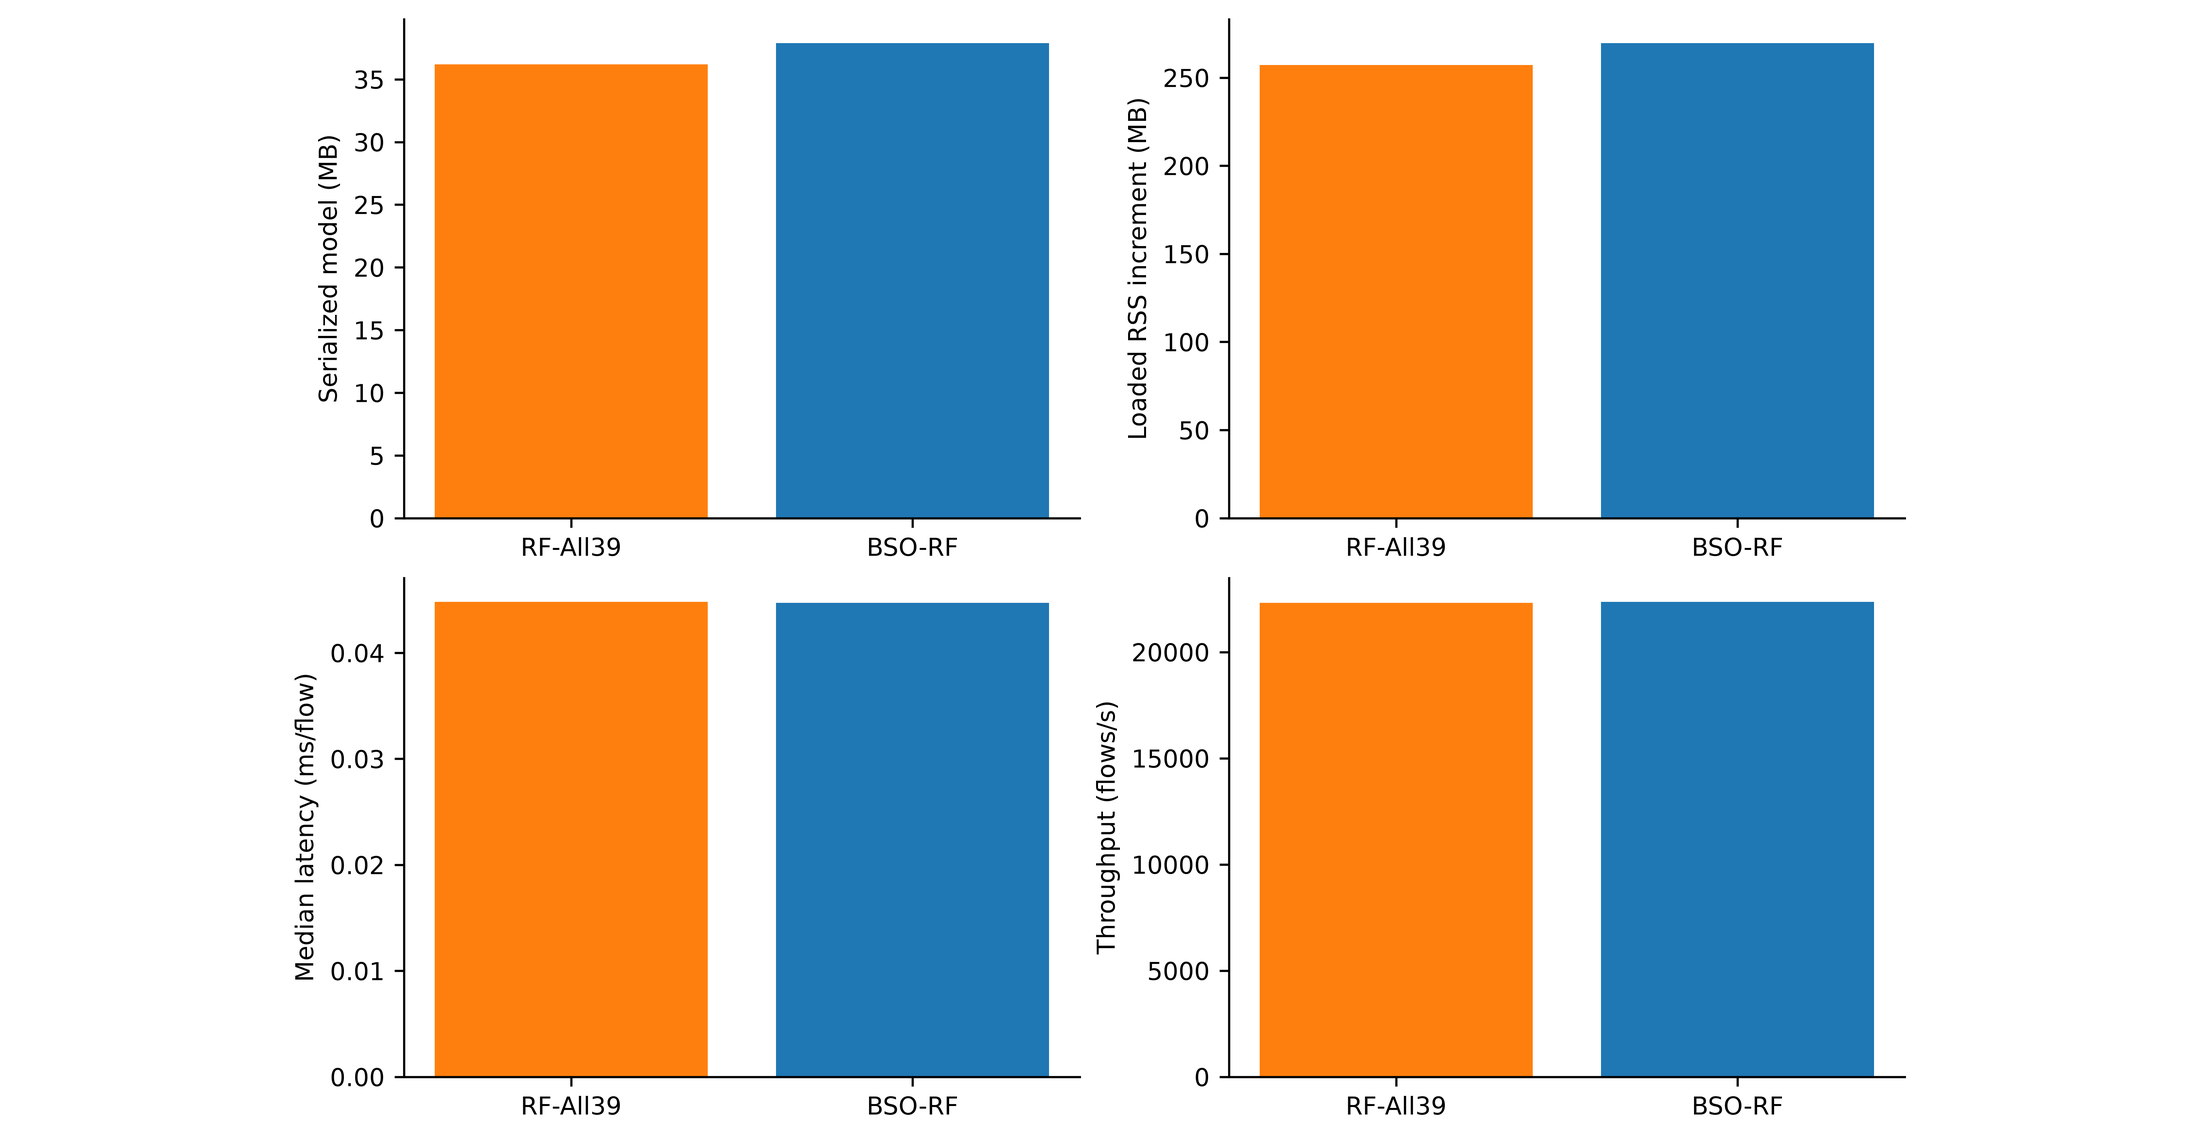 Serialized model (MB)
35
30
25
20
15
10
5
0
RF-All39
BSO-RF
Loaded RSS increment (MB)
250
200
150
100
50
0
RF-All39
BSO-RF
Median latency (ms/flow)
0.04
0.03
0.02
0.01
0.00
RF-All39
BSO-RF
Throughput (flows/s)
20000
15000
10000
5000
0
RF-All39
BSO-RF